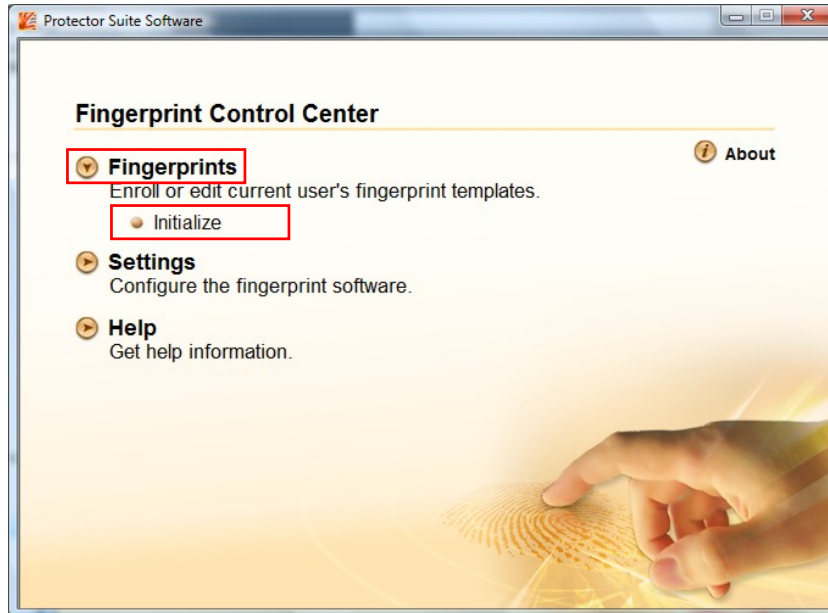 Protector Suite Software
Fingerprint Control Center
About
Fingerprints
Enroll or edit current user's fingerprint templates.
Initialize
Settings
Configure the fingerprint software.
Help
Get help information.